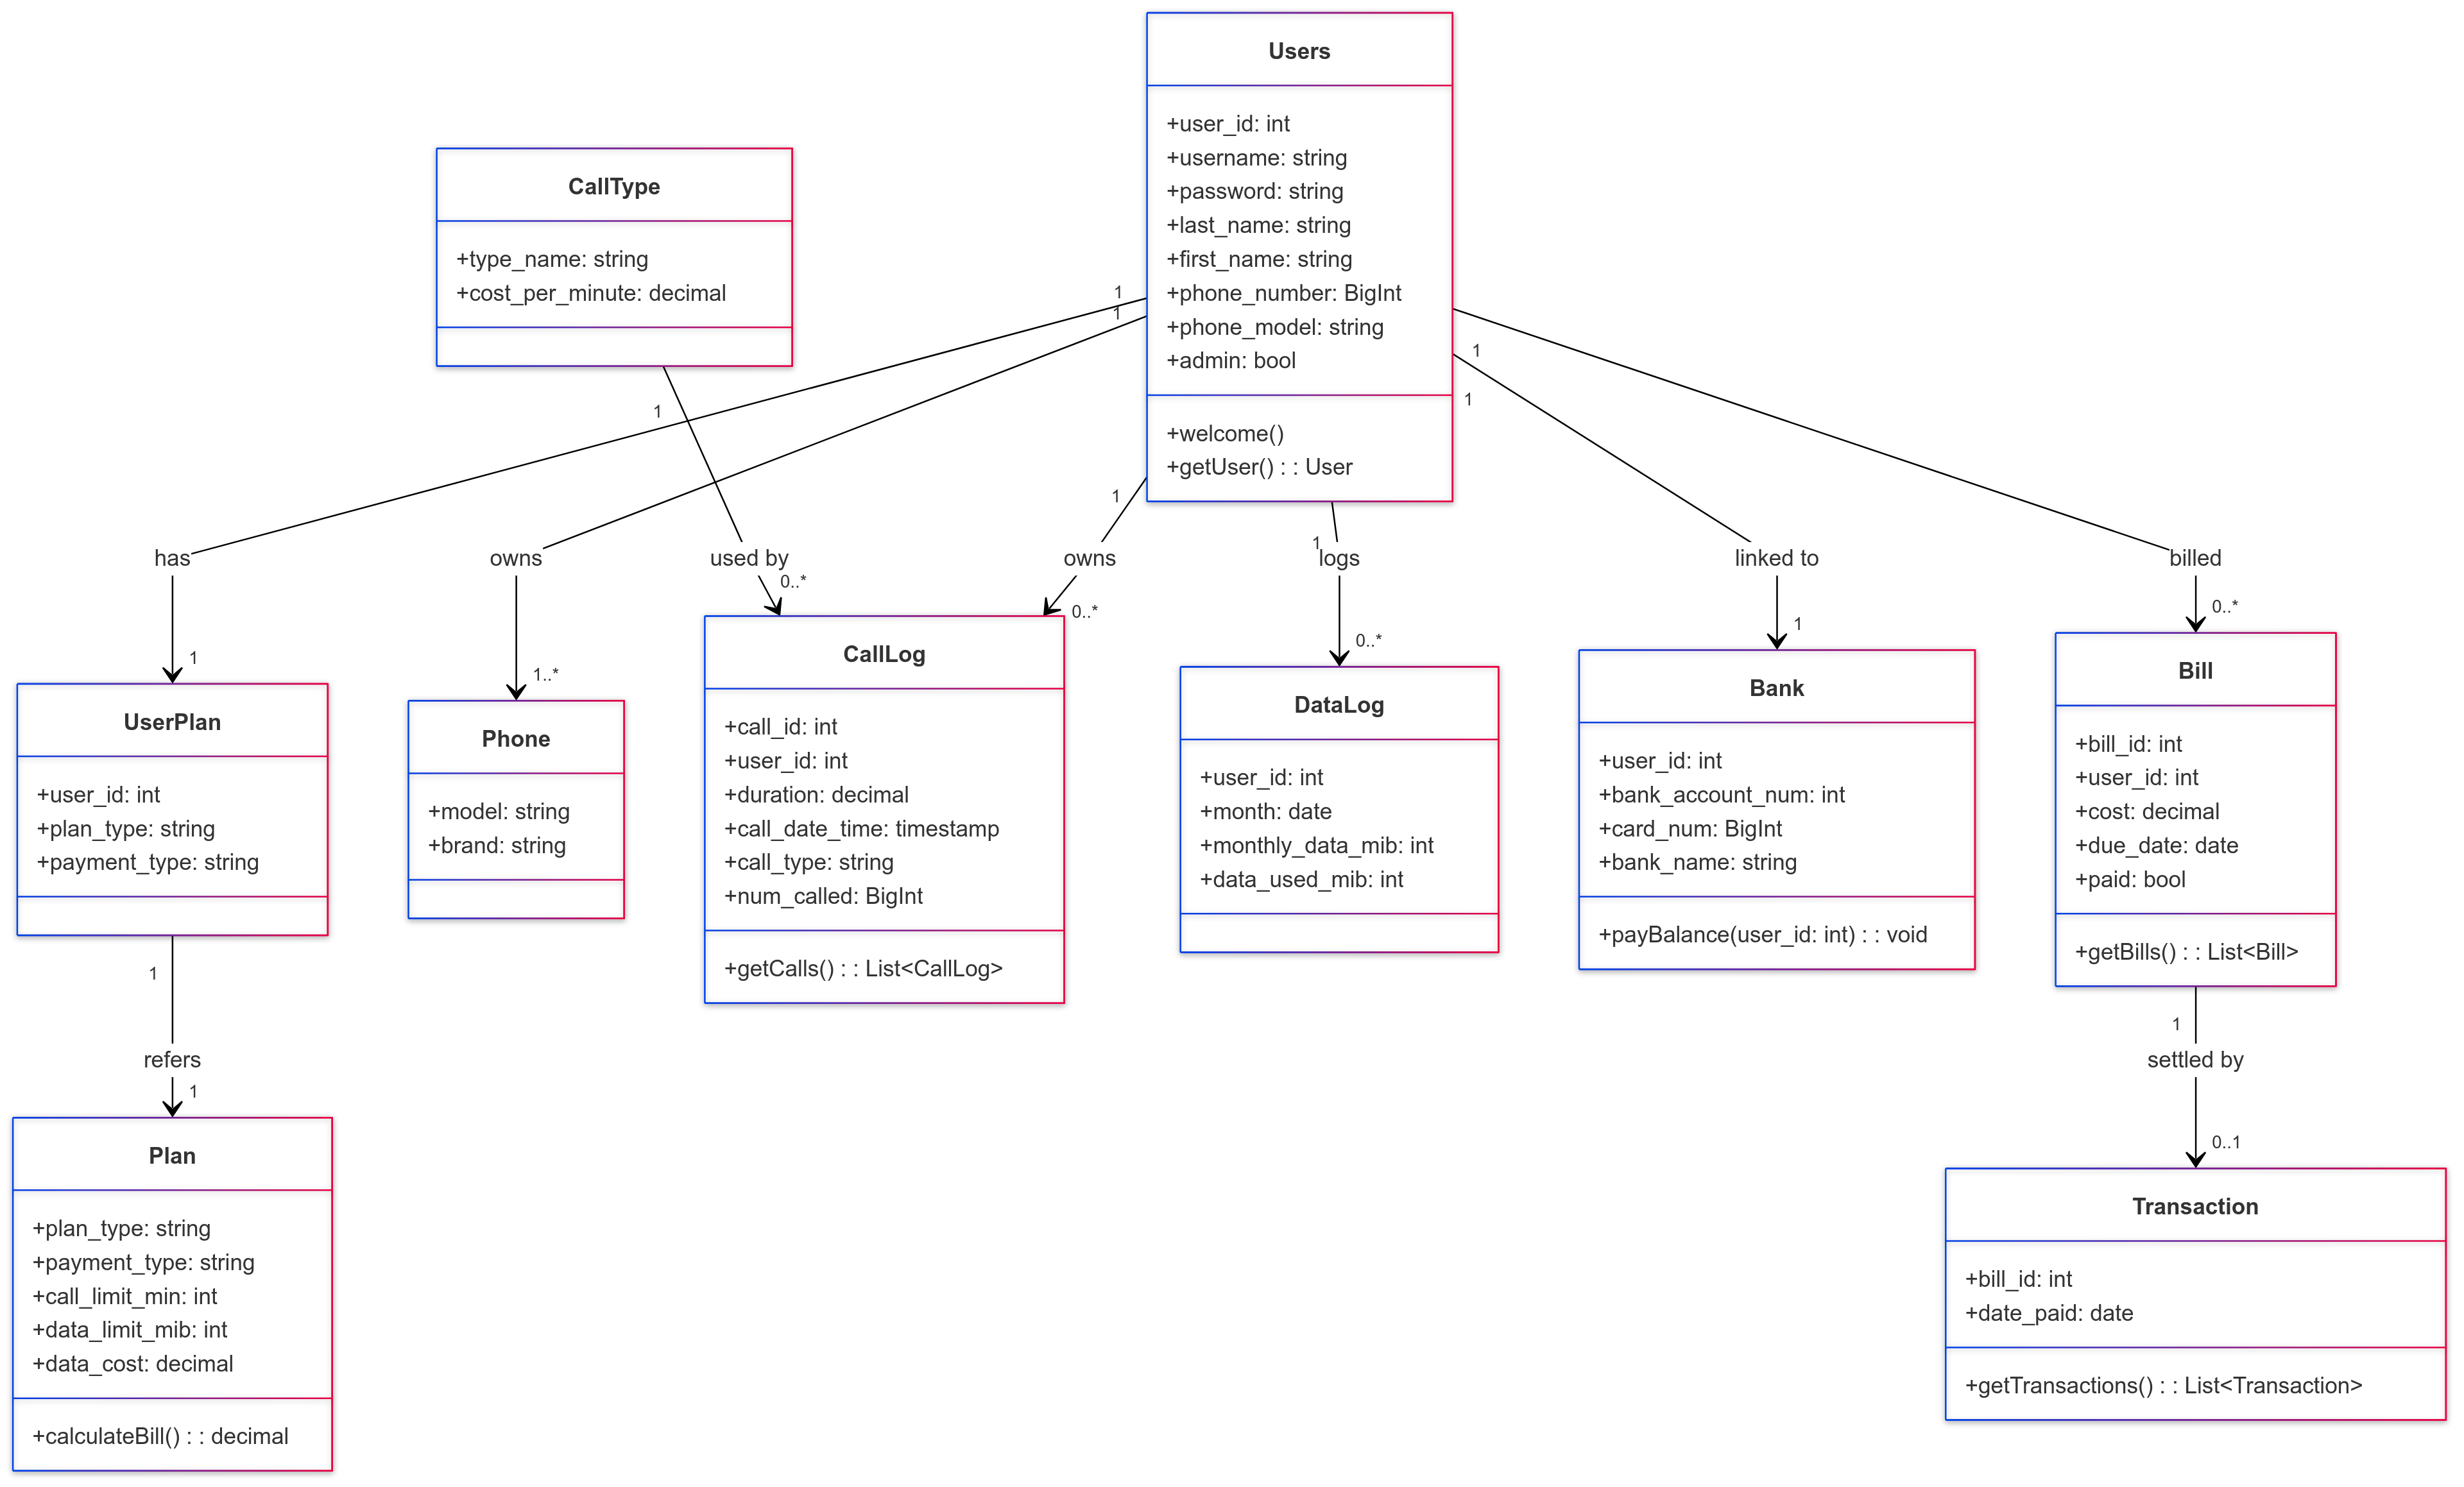 Users
+user_id: int
+username: string
+password: string
+last_name: string
+first_name: string
+phone_number: BigInt
+phone_model: string
+admin: bool
+welcome()
+getUser() : : User
CallType
+type_name: string
+cost_per_minute: decimal
1
1
1
1
1
1
1
has
owns
used by
owns
logs
linked to
billed
1
1..*
0..*
0..*
0..*
1
0..*
UserPlan
+user_id: int
+plan_type: string
+payment_type: string
Phone
+model: string
+brand: string
CallLog
+call_id: int
+user_id: int
+duration: decimal
+call_date_time: timestamp
+call_type: string
+num_called: BigInt
+getCalls() : : List<CallLog>
DataLog
+user_id: int
+month: date
+monthly_data_mib: int
+data_used_mib: int
Bank
+user_id: int
+bank_account_num: int
+card_num: BigInt
+bank_name: string
+payBalance(user_id: int) : : void
Bill
+bill_id: int
+user_id: int
+cost: decimal
+due_date: date
+paid: bool
+getBills() : : List<Bill>
1
refers
1
1
settled by
0..1
Plan
+plan_type: string
+payment_type: string
+call_limit_min: int
+data_limit_mib: int
+data_cost: decimal
+calculateBill() : : decimal
Transaction
+bill_id: int
+date_paid: date
+getTransactions() : : List<Transaction>